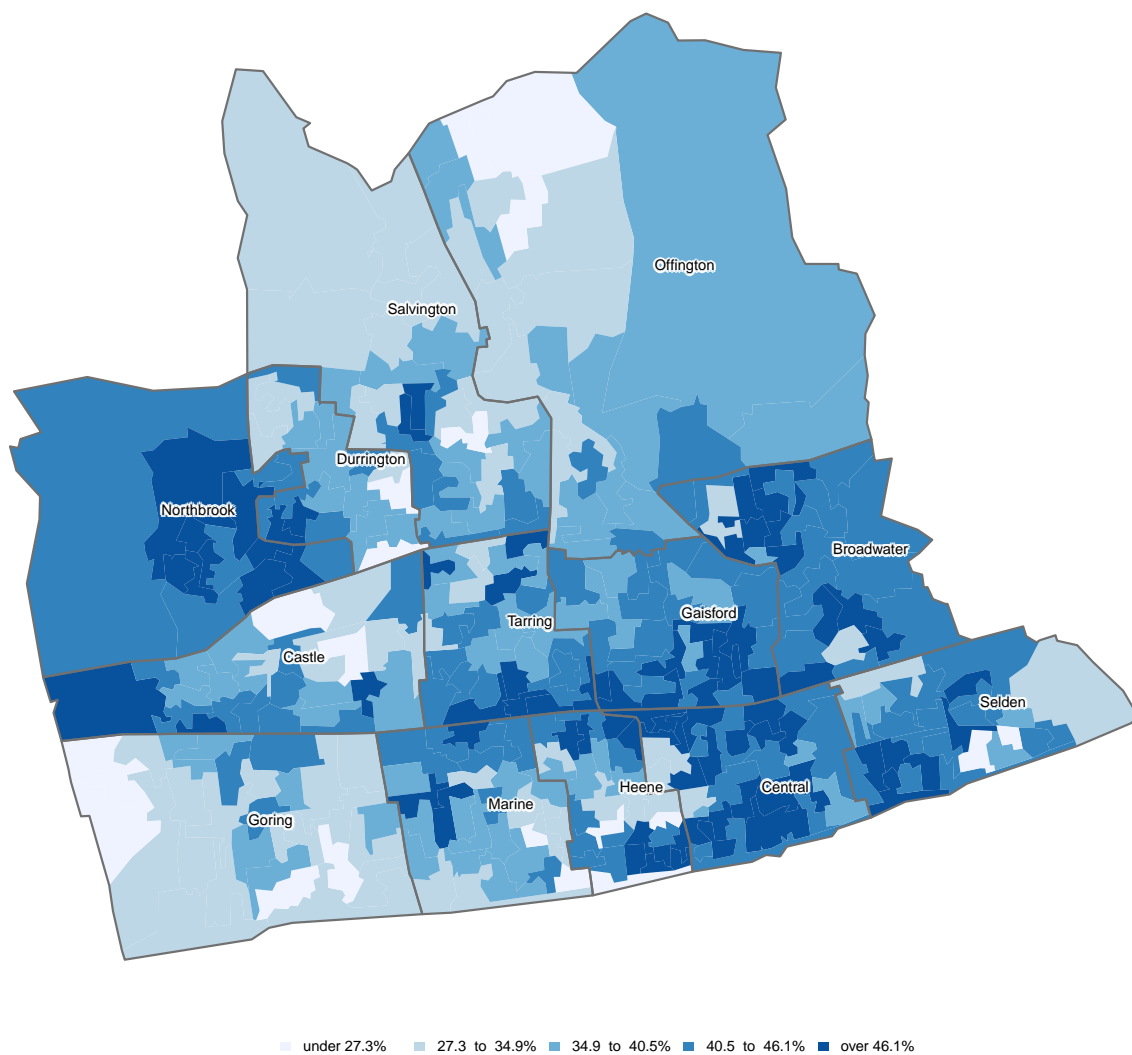 Offington
Salvington
Durrington
Northbrook
Broadwater
Gaisford
Tarring
Castle
Selden
Heene
Central
Marine
Goring
under 27.3% 27.3 to 34.9% 34.9 to 40.5% 40.5 to 46.1% over 46.1%